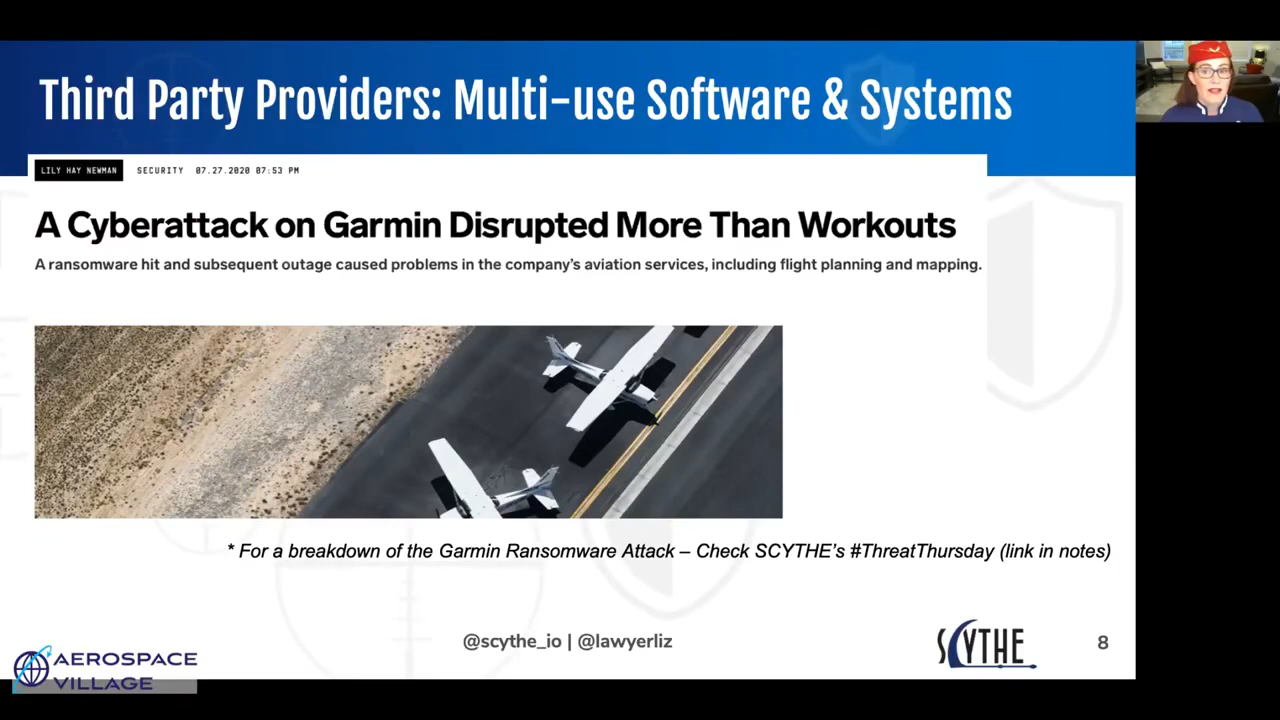 Third Party Providers: Multi-use Software & Systems
LILY HAY NEWMAN SECURITY 07.27.2020 07:53 PM
A Cyberattack on Garmin Disrupted More Than Workouts
A ransomware hit and subsequent outage caused problems in the company's aviation services, including flight planning and mapping.
* For a breakdown of the Garmin Ransomware Attack – Check SCYTHE's #ThreatThursday (link in notes)
@scythe_io | @lawyerliz
SCYTHE
8
AEROSPACE
VILLAGE